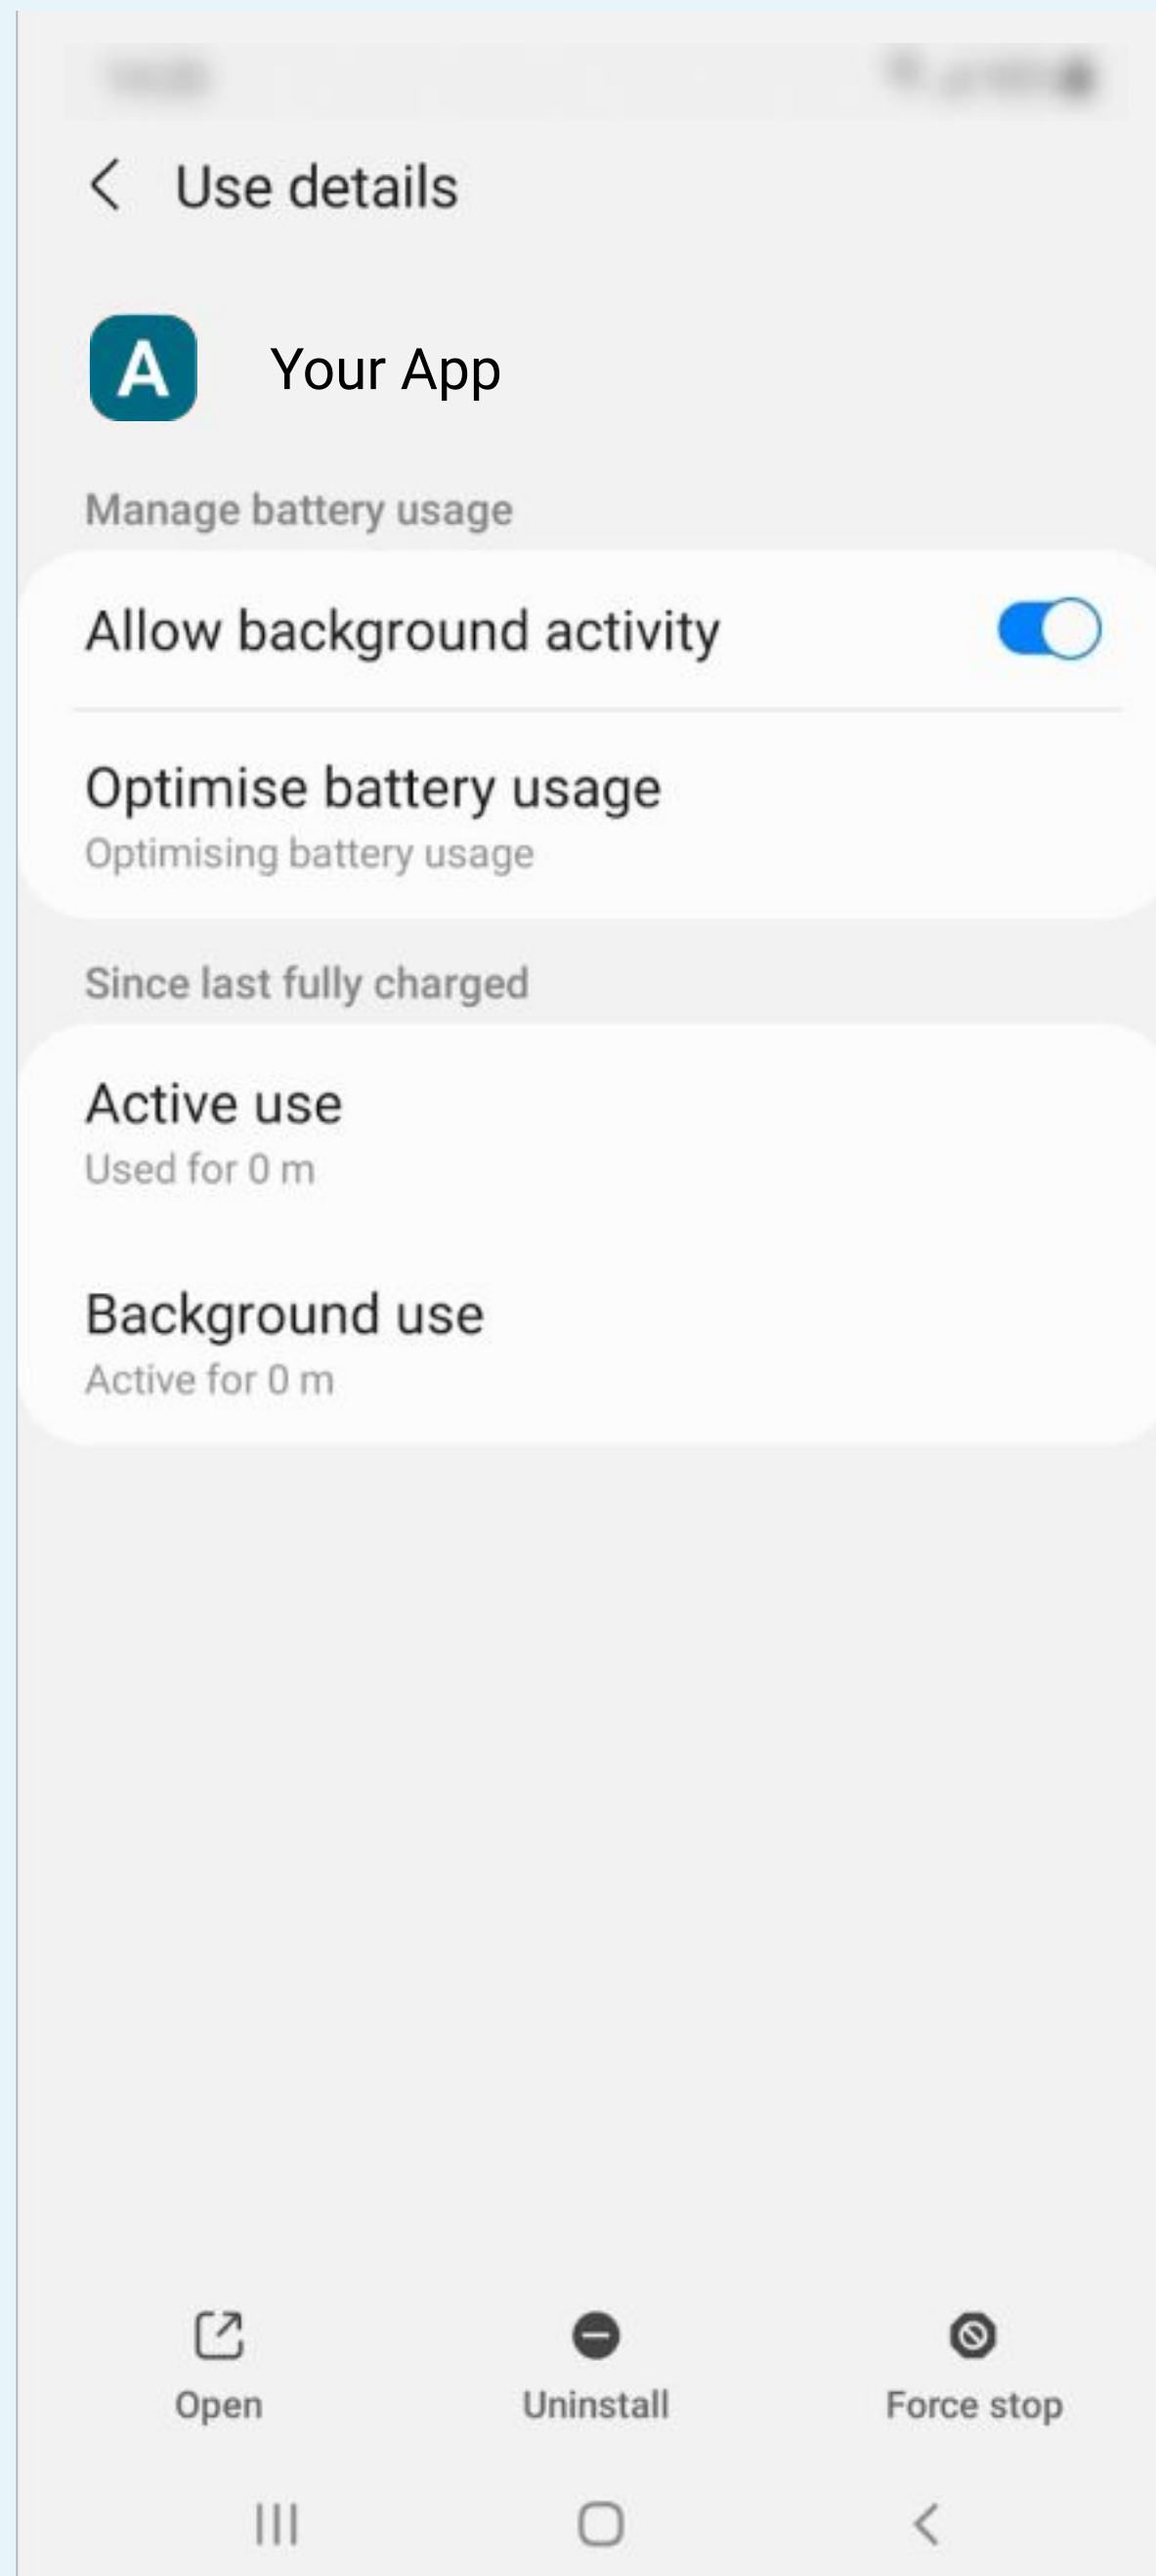 Use details
A
Your App
Manage battery usage
Allow background activity
Optimise battery usage
Optimising battery usage
Since last fully charged
Active use
Used for 0 m
Background use
Active for 0 m
Open
Uninstall
Force stop